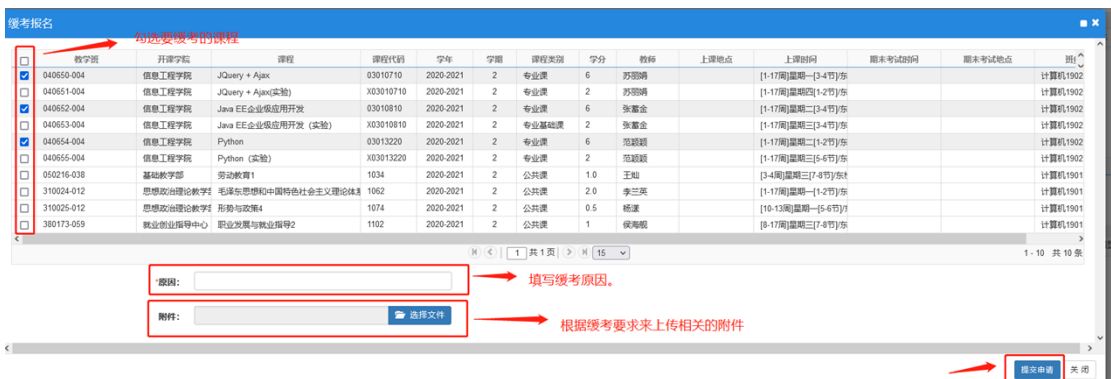 缓考报名
勾选要缓考的课程
教学班 开课学院 课程 课程代码 学年 学期 课程类别 学分 教师 上课地点 上课时间 期末考试时间 期末考试地点
040650-004 信息工程学院 JQuery + Ajax 03010710 2020-2021 2 专业课 6 苏丽娟 [1-17周]星期一[3-4节]/东 计算机1902
040651-004 信息工程学院 JQuery + Ajax(实验) X03010710 2020-2021 2 专业课 2 苏丽娟 [1-17周]星期四[1-2节]/东 计算机1902
040652-004 信息工程学院 Java EE企业级应用开发 03010810 2020-2021 2 专业课 6 张蓄金 [1-17周]星期二[3-4节]/东 计算机1902
040653-004 信息工程学院 Java EE企业级应用开发 (实验) X03010810 2020-2021 2 专业基础课 2 张蓄金 [1-17周]星期三[3-4节]/东 计算机1902
040654-004 信息工程学院 Python 03013220 2020-2021 2 专业课 6 范颖颖 [1-17周]星期二[1-2节]/东 计算机1902
040655-004 信息工程学院 Python (实验) X03013220 2020-2021 2 专业课 2 范颖颖 [1-17周]星期三[5-6节]/东 计算机1902
050216-038 基础教学部 劳动教育1 1034 2020-2021 2 公共课 1.0 王灿 [3-4周]星期三[7-8节]/东 计算机1901
310024-012 思想政治理论教学 毛泽东思想和中国特色社会主义理论体系 1062 2020-2021 2 公共课 2.0 李兰英 [1-17周]星期一[1-2节]/东 计算机1901
310025-012 思想政治理论教学 形势与政策4 1074 2020-2021 2 公共课 0.5 杨漾 [10-13周]星期一[5-6节]/ 计算机1901
380173-059 就业创业指导中心 职业发展与就业指导2 1102 2020-2021 2 公共课 1 侯海舰 [8-17周]星期三[7-8节]/东 计算机1901
1 共1页 15 1 - 10 共 10 条
*原因: 填写缓考原因。
附件: 选择文件 根据缓考要求来上传相关的附件
提交申请 关 闭